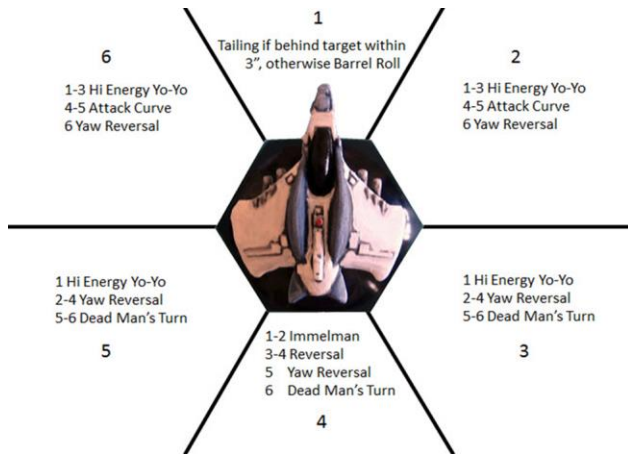 1
Tailing if behind target within
3”, otherwise Barrel Roll
6
1-3 Hi Energy Yo-Yo
4-5 Attack Curve
6 Yaw Reversal
2
1-3 Hi Energy Yo-Yo
4-5 Attack Curve
6 Yaw Reversal
1 Hi Energy Yo-Yo
2-4 Yaw Reversal
5-6 Dead Man’s Turn
5
1 Hi Energy Yo-Yo
2-4 Yaw Reversal
5-6 Dead Man’s Turn
3
1-2 Immelman
3-4 Reversal
5 Yaw Reversal
6 Dead Man’s Turn
4